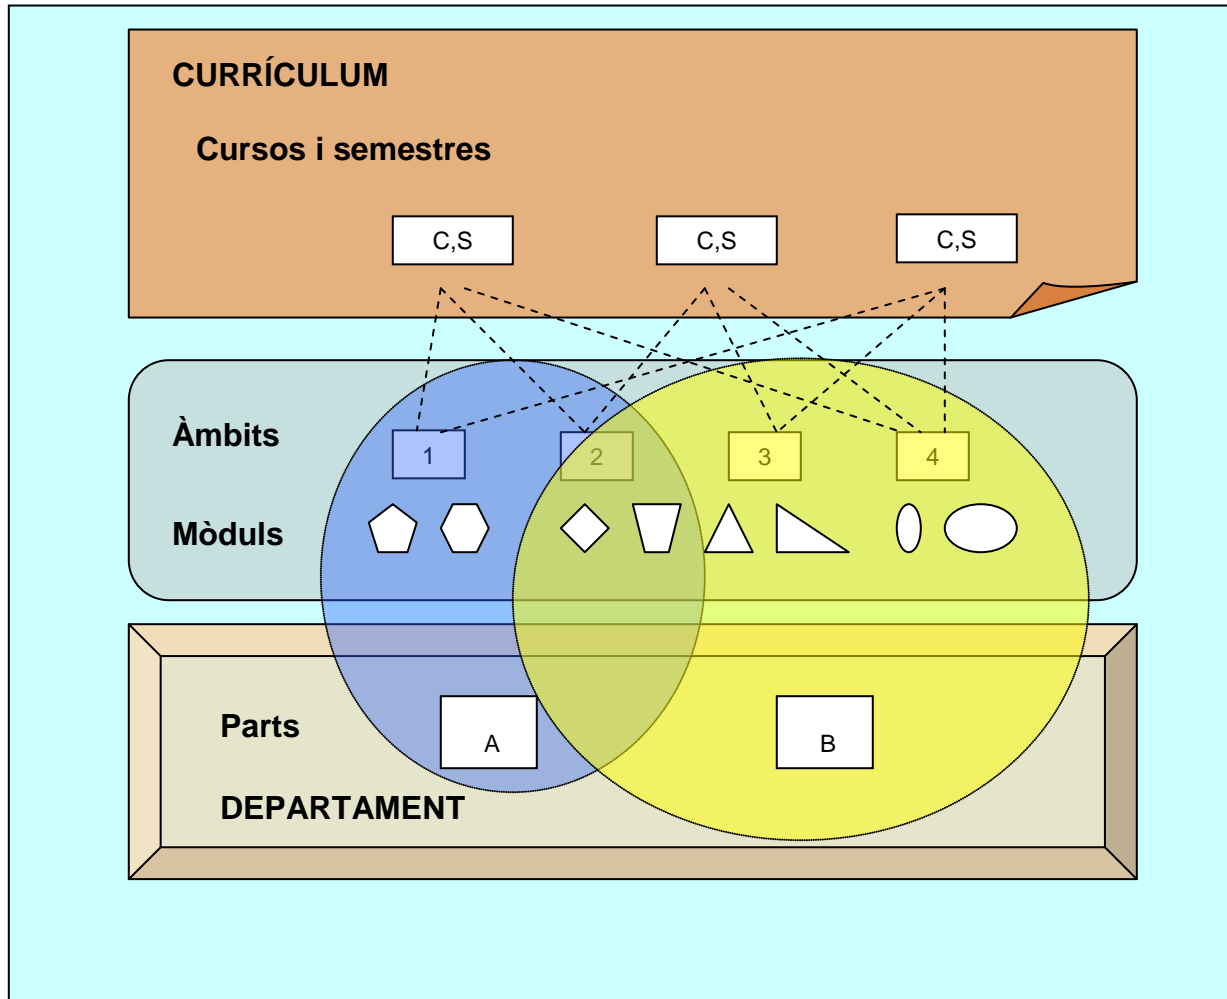 CURRÍCULUM
Cursos i semestres
C,S C,S C,S
Àmbits
1 2 3 4
Mòduls
Parts
A B
DEPARTAMENT